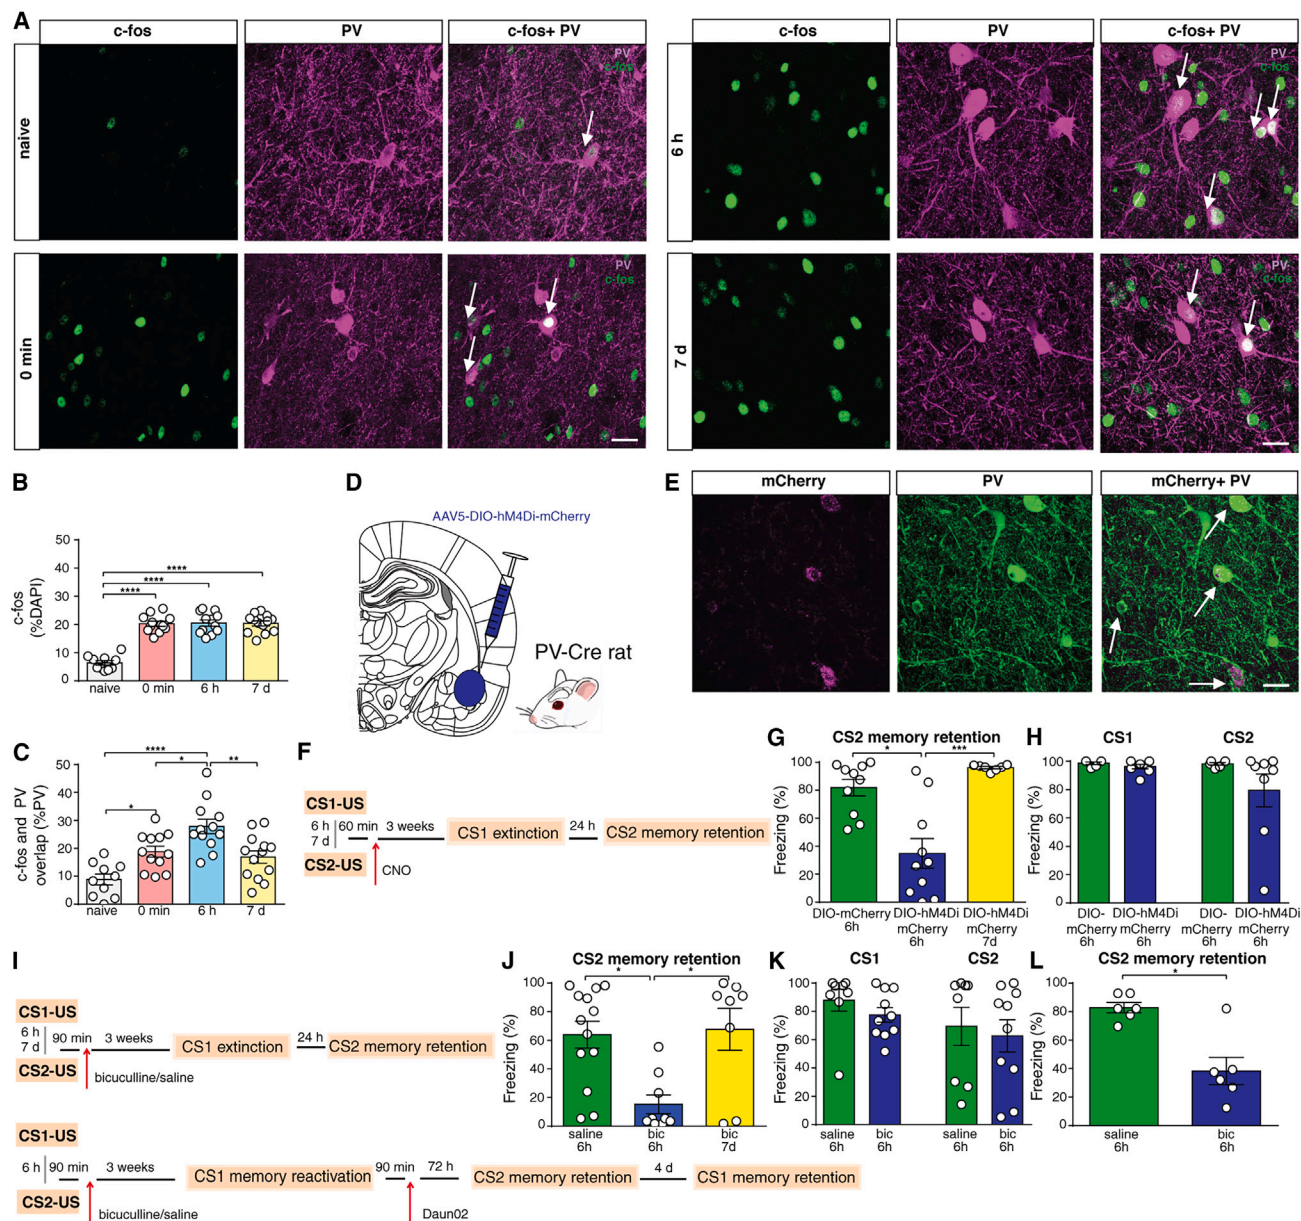 A
c-fos
PV
c-fos+ PV
c-fos
PV
c-fos+ PV
naive
PV
c-fos
6 h
PV
c-fos
0 min
PV
c-fos
7 d
PV
c-fos
B
c-fos
(%DAPI)
50
40
30
20
10
0
****
****
****
naive
0 min
6 h
7 d
C
c-fos and PV
overlap (%PV)
50
40
30
20
10
0
****
*
**
*
naive
0 min
6 h
7 d
D
AAV5-DIO-hM4Di-mCherry
PV-Cre rat
E
mCherry
PV
mCherry+ PV
F
CS1-US
6 h
7 d
60 min
3 weeks
CS1 extinction
24 h
CS2 memory retention
CS2-US
CNO
G
CS2 memory retention
Freezing (%)
100
80
60
40
20
0
*
***
DIO-mCherry
6h
DIO-hM4Di
mCherry
6h
DIO-hM4Di
mCherry
7d
H
CS1
CS2
Freezing (%)
100
80
60
40
20
0
DIO-
mCherry
6h
DIO-hM4Di
mCherry
6h
DIO-
mCherry
6h
DIO-hM4Di
mCherry
6h
I
CS1-US
6 h
7 d
90 min
3 weeks
CS1 extinction
24 h
CS2 memory retention
CS2-US
bicuculline/saline
CS1-US
6 h
90 min
3 weeks
CS1 memory reactivation
90 min
72 h
CS2 memory retention
4 d
CS1 memory retention
CS2-US
bicuculline/saline
Daun02
J
CS2 memory retention
Freezing (%)
100
80
60
40
20
0
*
*
saline
6h
bic
6h
bic
7d
K
CS1
CS2
Freezing (%)
100
80
60
40
20
0
saline
6h
bic
6h
saline
6h
bic
6h
L
CS2 memory retention
Freezing (%)
100
80
60
40
20
0
*
saline
6h
bic
6h